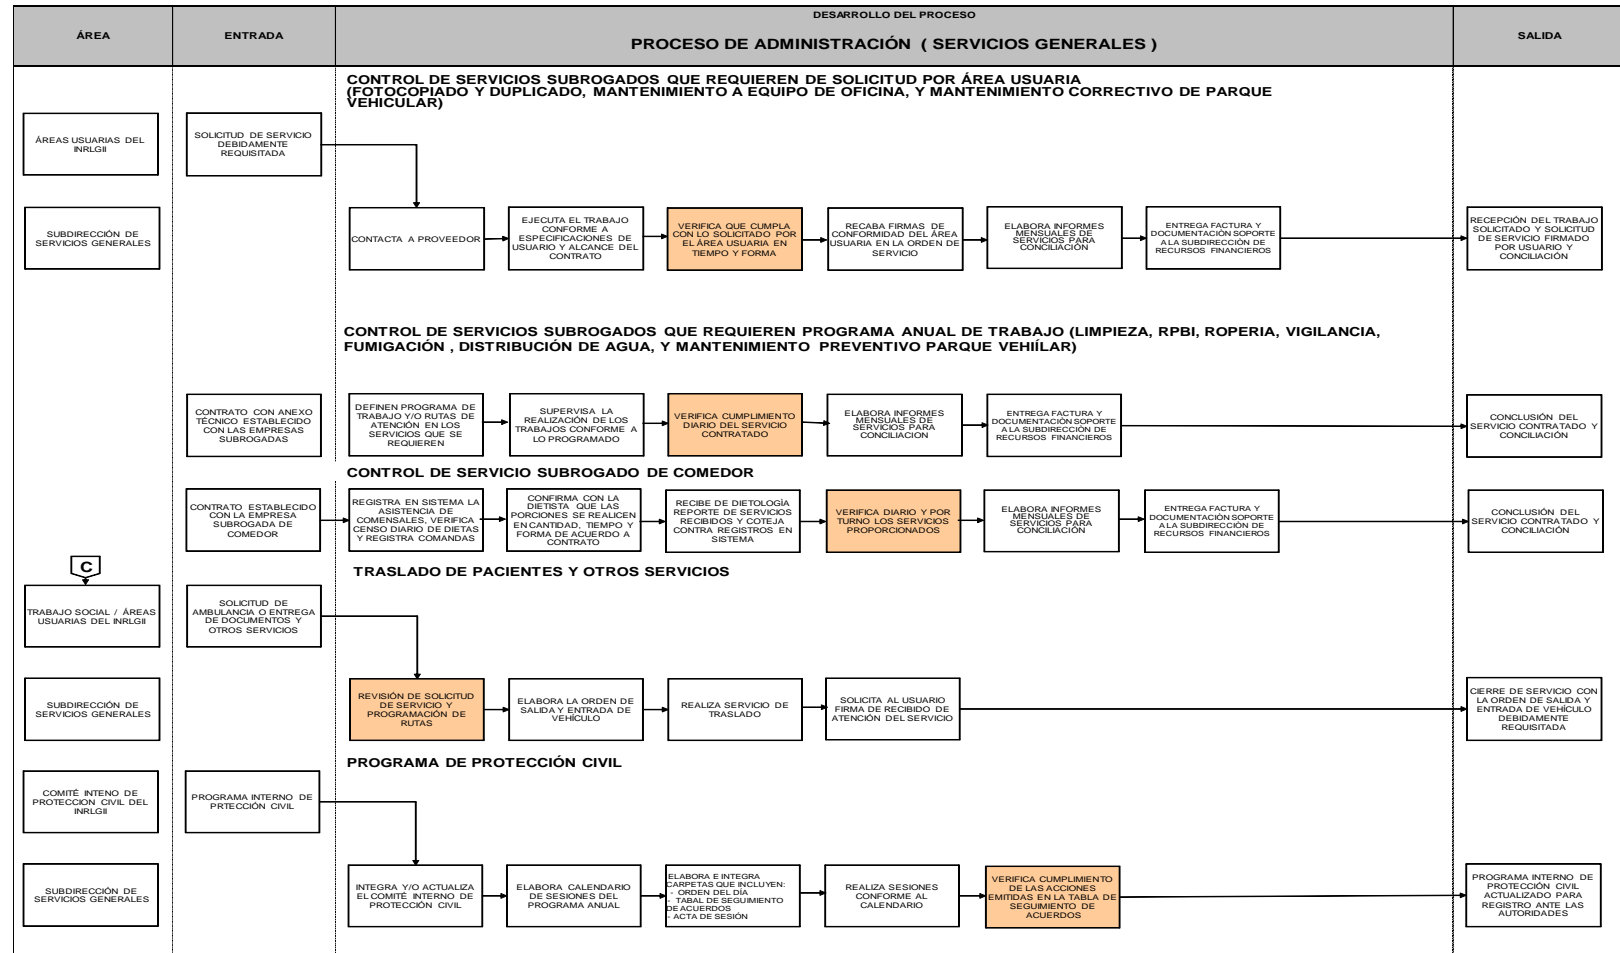 DESARROLLO DEL PROCESO
ÁREA
ENTRADA
PROCESO DE ADMINISTRACIÓN ( SERVICIOS GENERALES )
SALIDA
CONTROL DE SERVICIOS SUBROGADOS QUE REQUIEREN DE SOLICITUD POR ÁREA USUARIA
(FOTOCOPIADO Y DUPLICADO, MANTENIMIENTO A EQUIPO DE OFICINA, Y MANTENIMIENTO CORRECTIVO DE PARQUE
VEHICULAR)
ÁREAS USUARIAS DEL
INRLGII
SOLICITUD DE SERVICIO
DEBIDAMENTE
REQUISITADA
SUBDIRECCIÓN DE
SERVICIOS GENERALES
CONTACTA A PROVEEDOR
EJECUTA EL TRABAJO
CONFORME A
ESPECIFICACIONES DE
USUARIO Y ALCANCE DEL
CONTRATO
VERIFICA QUE CUMPLA
CON LO SOLICITADO POR
EL ÁREA USUARIA EN
TIEMPO Y FORMA
RECABA FIRMAS DE
CONFORMIDAD DEL ÁREA
USUARIA EN LA ORDEN DE
SERVICIO
ELABORA INFORMES
MENSUALES DE
SERVICIOS PARA
CONCILIACIÓN
ENTREGA FACTURA Y
DOCUMENTACIÓN SOPORTE
A LA SUBDIRECCIÓN DE
RECURSOS FINANCIEROS
RECEPCIÓN DEL TRABAJO
SOLICITADO Y SOLICITUD
DE SERVICIO FIRMADO
POR USUARIO Y
CONCILIACIÓN
CONTROL DE SERVICIOS SUBROGADOS QUE REQUIEREN PROGRAMA ANUAL DE TRABAJO (LIMPIEZA, RPBI, ROPERIA, VIGILANCIA,
FUMIGACIÓN , DISTRIBUCIÓN DE AGUA, Y MANTENIMIENTO PREVENTIVO PARQUE VEHIÍLAR)
CONTRATO CON ANEXO
TÉCNICO ESTABLECIDO
CON LAS EMPRESAS
SUBROGADAS
DEFINEN PROGRAMA DE
TRABAJO Y/O RUTAS DE
ATENCIÓN EN LOS
SERVICIOS QUE SE
REQUIEREN
SUPERVISA LA
REALIZACIÓN DE LOS
TRABAJOS CONFORME A
LO PROGRAMADO
VERIFICA CUMPLIMIENTO
DIARIO DEL SERVICIO
CONTRATADO
ELABORA INFORMES
MENSUALES DE
SERVICIOS PARA
CONCILIACIÓN
ENTREGA FACTURA Y
DOCUMENTACIÓN SOPORTE
A LA SUBDIRECCIÓN DE
RECURSOS FINANCIEROS
CONCLUSIÓN DEL
SERVICIO CONTRATADO Y
CONCILIACIÓN
CONTROL DE SERVICIO SUBROGADO DE COMEDOR
CONTRATO ESTABLECIDO
CON LA EMPRESA
SUBROGADA DE
COMEDOR
REGISTRA EN SISTEMA LA
ASISTENCIA DE
COMENSALES, VERIFICA
CENSO DIARIO DE DIETAS
Y REGISTRA COMANDAS
CONFIRMA CON LA
DIETISTA QUE LAS
PORCIONES SE REALICEN
EN CANTIDAD, TIEMPO Y
FORMA DE ACUERDO A
CONTRATO
RECIBE DE DIETOLOGÍA
REPORTE DE SERVICIOS
RECIBIDOS Y COTEJA
CONTRA REGISTROS EN
SISTEMA
VERIFICA DIARIO Y POR
TURNO LOS SERVICIOS
PROPORCIONADOS
ELABORA INFORMES
MENSUALES DE
SERVICIOS PARA
CONCILIACIÓN
ENTREGA FACTURA Y
DOCUMENTACIÓN SOPORTE
A LA SUBDIRECCIÓN DE
RECURSOS FINANCIEROS
CONCLUSIÓN DEL
SERVICIO CONTRATADO Y
CONCILIACIÓN
C
TRASLADO DE PACIENTES Y OTROS SERVICIOS
TRABAJO SOCIAL / ÁREAS
USUARIAS DEL INRLGII
SOLICITUD DE
AMBULANCIA O ENTREGA
DE DOCUMENTOS Y
OTROS SERVICIOS
SUBDIRECCIÓN DE
SERVICIOS GENERALES
REVISIÓN DE SOLICITUD
DE SERVICIO Y
PROGRAMACIÓN DE
RUTAS
ELABORA LA ORDEN DE
SALIDA Y ENTRADA DE
VEHÍCULO
REALIZA SERVICIO DE
TRASLADO
SOLICITA AL USUARIO
FIRMA DE RECIBIDO DE
ATENCIÓN DEL SERVICIO
CIERRE DE SERVICIO CON
LA ORDEN DE SALIDA Y
ENTRADA DE VEHÍCULO
DEBIDAMENTE
REQUISITADA
PROGRAMA DE PROTECCIÓN CIVIL
COMITÉ INTENO DE
PROTECCION CIVIL DEL
INRLGII
PROGRAMA INTERNO DE
PRTECCIÓN CIVIL
SUBDIRECCIÓN DE
SERVICIOS GENERALES
INTEGRA Y/O ACTUALIZA
EL COMITÉ INTERNO DE
PROTECCIÓN CIVIL
ELABORA CALENDARIO
DE SESIONES DEL
PROGRAMA ANUAL
ELABORA E INTEGRA
CARPETAS QUE INCLUYEN:
- ORDEN DEL DÍA
- TABAL DE SEGUIMIENTO
DE ACUERDOS
- ACTA DE SESIÓN
REALIZA SESIONES
CONFORME AL
CALENDARIO
VERIFICA CUMPLIMIENTO
DE LAS ACCIONES
EMITIDAS EN LA TABLA DE
SEGUIMIENTO DE
ACUERDOS
PROGRAMA INTERNO DE
PROTECCIÓN CIVIL
ACTUALIZADO PARA
REGISTRO ANTE LAS
AUTORIDADES